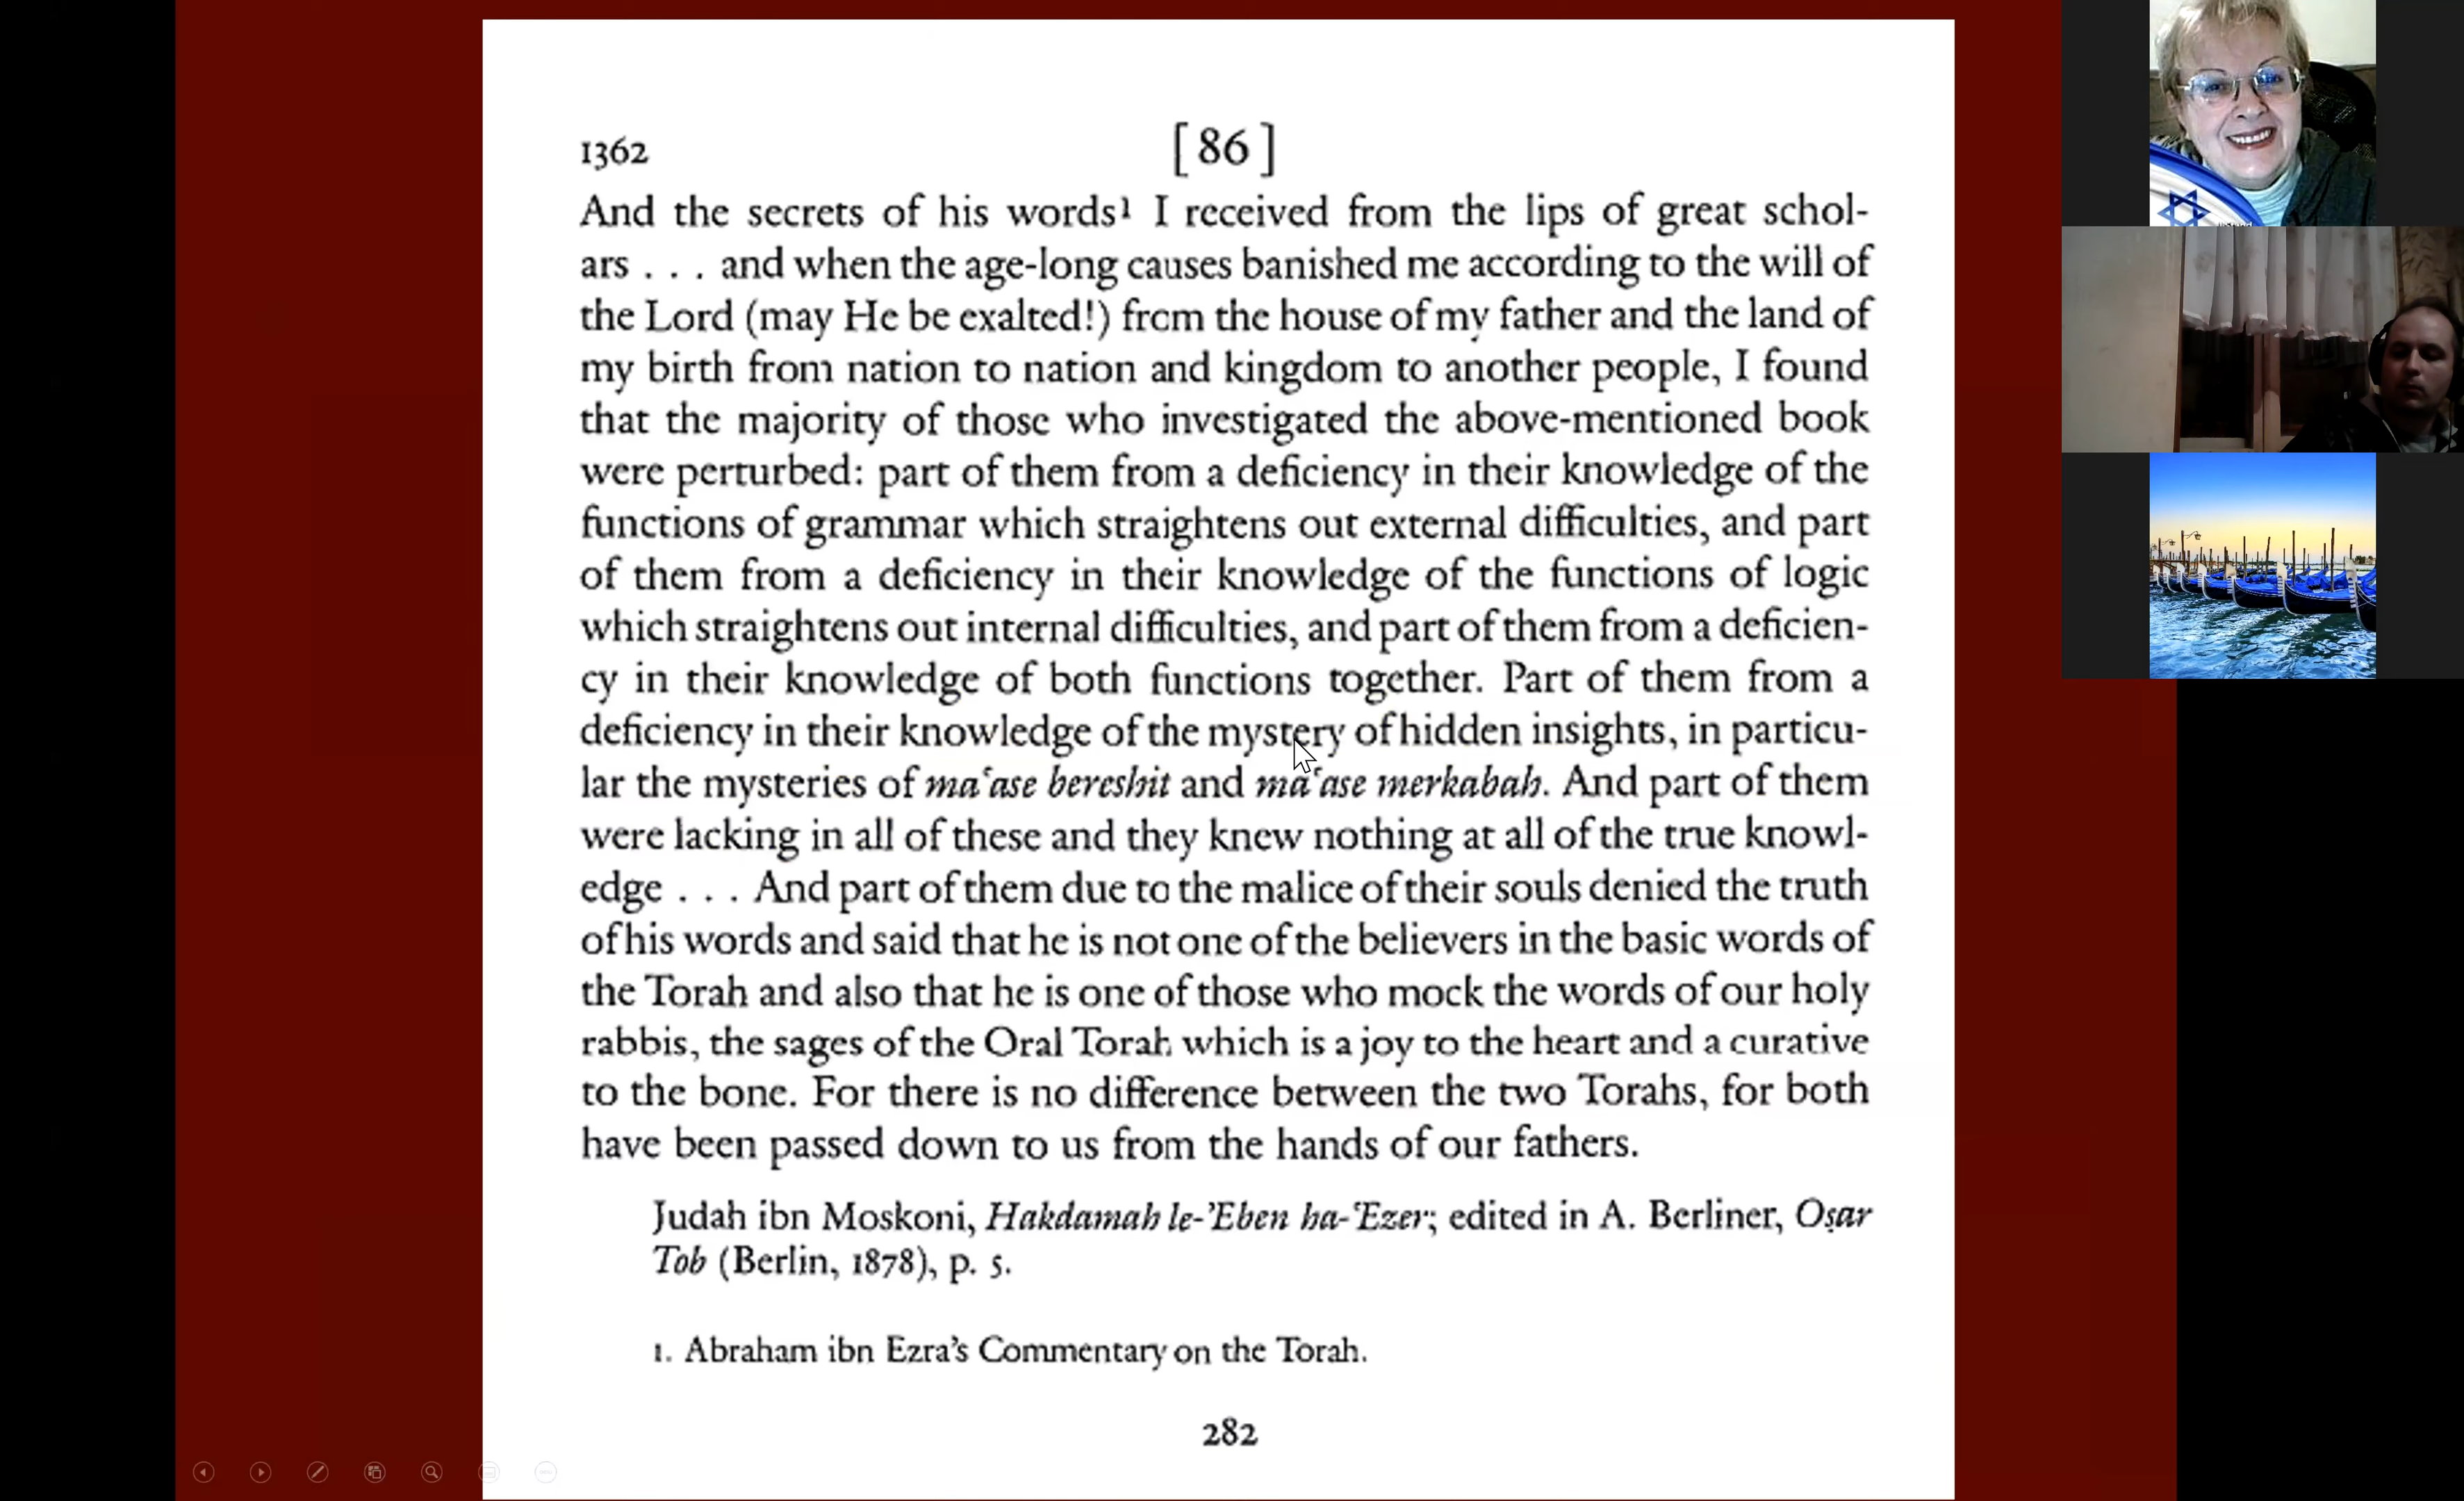 1362
[86]
And the secrets of his words¹ I received from the lips of great schol-
ars . . . and when the age-long causes banished me according to the will of
the Lord (may He be exalted!) from the house of my father and the land of
my birth from nation to nation and kingdom to another people, I found
that the majority of those who investigated the above-mentioned book
were perturbed: part of them from a deficiency in their knowledge of the
functions of grammar which straightens out external difficulties, and part
of them from a deficiency in their knowledge of the functions of logic
which straightens out internal difficulties, and part of them from a deficien-
cy in their knowledge of both functions together. Part of them from a
deficiency in their knowledge of the mystery of hidden insights, in particu-
lar the mysteries of maʿase bereshit and maʿase merkabah. And part of them
were lacking in all of these and they knew nothing at all of the true knowl-
edge . . . And part of them due to the malice of their souls denied the truth
of his words and said that he is not one of the believers in the basic words of
the Torah and also that he is one of those who mock the words of our holy
rabbis, the sages of the Oral Torah which is a joy to the heart and a curative
to the bone. For there is no difference between the two Torahs, for both
have been passed down to us from the hands of our fathers.
Judah ibn Moskoni, Hakdamah le-ʾEben ha-ʿEzer; edited in A. Berliner, Oṣar
Tob (Berlin, 1878), p. 5.
1. Abraham ibn Ezra's Commentary on the Torah.
282